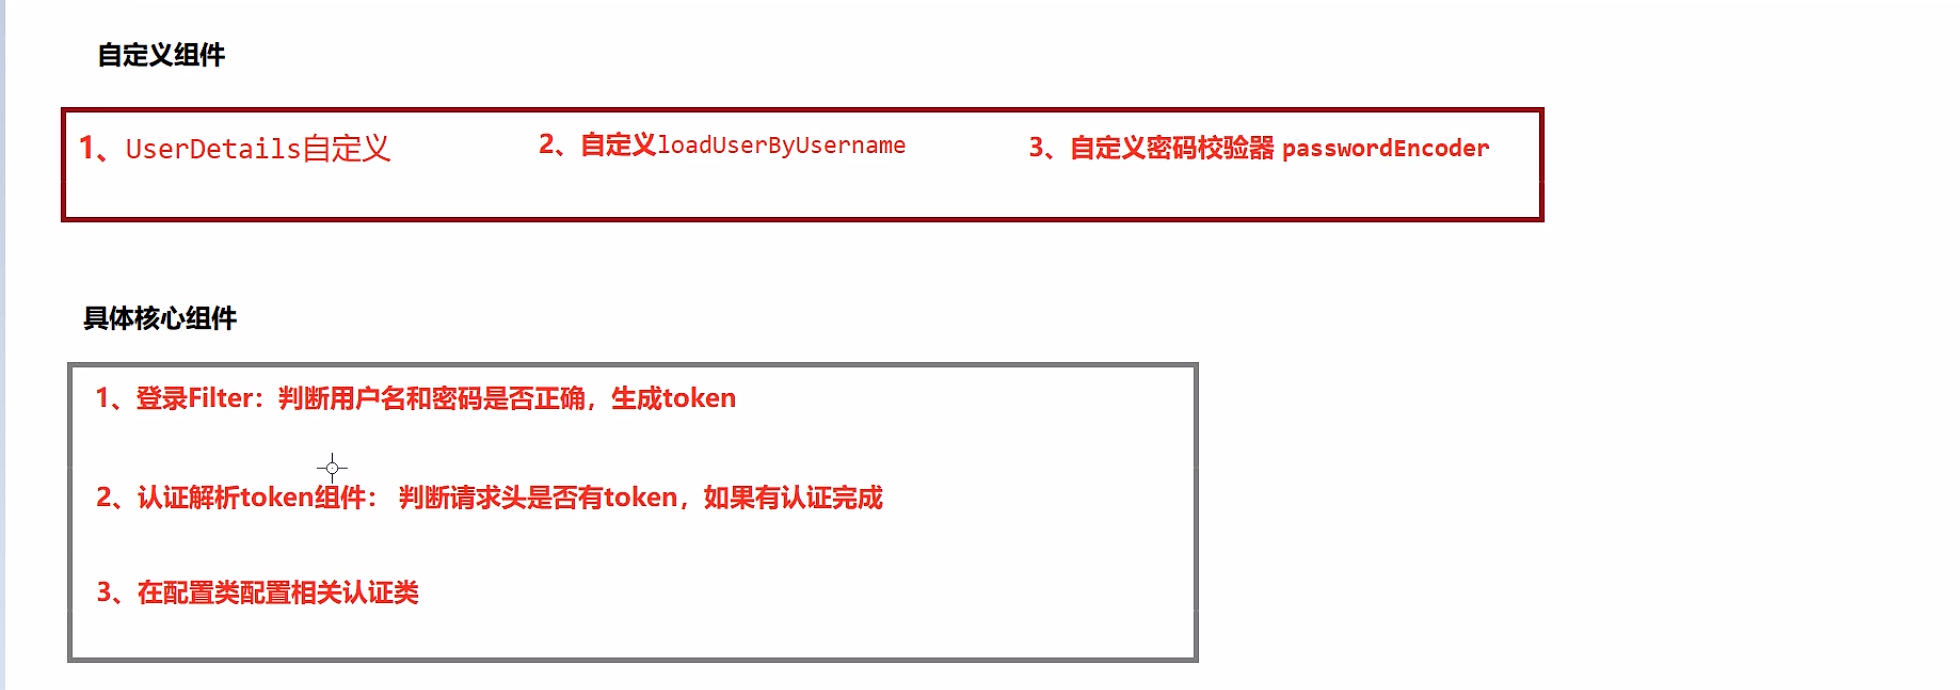 自定义组件
1、UserDetails自定义
2、自定义loadUserByUsername
3、自定义密码校验器 passwordEncoder
具体核心组件
1、登录Filter：判断用户名和密码是否正确，生成token
2、认证解析token组件： 判断请求头是否有token，如果有认证完成
3、在配置类配置相关认证类